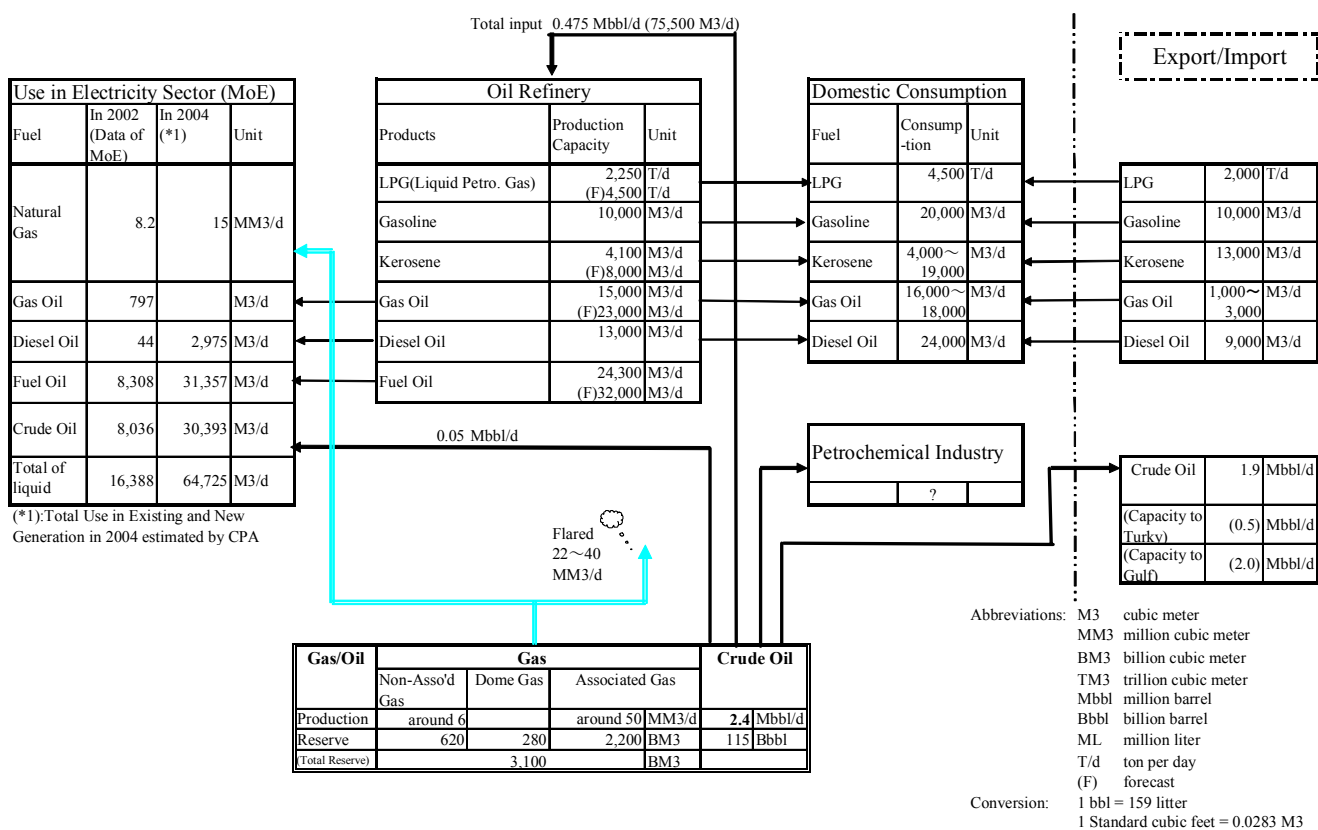 Total input 0.475 Mbbl/d (75,500 M3/d)
Export/Import
Use in Electricity Sector (MoE)
Fuel In 2002 (Data of MoE) In 2004 (*1) Unit
Natural Gas 8.2 15 MM3/d
Gas Oil 797 M3/d
Diesel Oil 44 2,975 M3/d
Fuel Oil 8,308 31,357 M3/d
Crude Oil 8,036 30,393 M3/d
Total of liquid 16,388 64,725 M3/d
(*1):Total Use in Existing and New
Generation in 2004 estimated by CPA
Oil Refinery
Products Production Capacity Unit
LPG(Liquid Petro. Gas) 2,250 T/d
(F)4,500 T/d
Gasoline 10,000 M3/d
Kerosene 4,100 M3/d
(F)8,000 M3/d
Gas Oil 15,000 M3/d
(F)23,000 M3/d
Diesel Oil 13,000 M3/d
Fuel Oil 24,300 M3/d
(F)32,000 M3/d
Domestic Consumption
Fuel Consump-tion Unit
LPG 4,500 T/d
Gasoline 20,000 M3/d
Kerosene 4,000～19,000 M3/d
Gas Oil 16,000～18,000 M3/d
Diesel Oil 24,000 M3/d
LPG 2,000 T/d
Gasoline 10,000 M3/d
Kerosene 13,000 M3/d
Gas Oil 1,000～3,000 M3/d
Diesel Oil 9,000 M3/d
0.05 Mbbl/d
Petrochemical Industry
?
Crude Oil 1.9 Mbbl/d
(Capacity to Turky) (0.5) Mbbl/d
(Capacity to Gulf) (2.0) Mbbl/d
Flared
22～40
MM3/d
Gas/Oil Gas Crude Oil
Non-Asso'd Gas Dome Gas Associated Gas
Production around 6 around 50 MM3/d 2.4 Mbbl/d
Reserve 620 280 2,200 BM3 115 Bbbl
(Total Reserve) 3,100 BM3
Abbreviations: M3 cubic meter
MM3 million cubic meter
BM3 billion cubic meter
TM3 trillion cubic meter
Mbbl million barrel
Bbbl billion barrel
ML million liter
T/d ton per day
(F) forecast
Conversion: 1 bbl = 159 litter
1 Standard cubic feet = 0.0283 M3